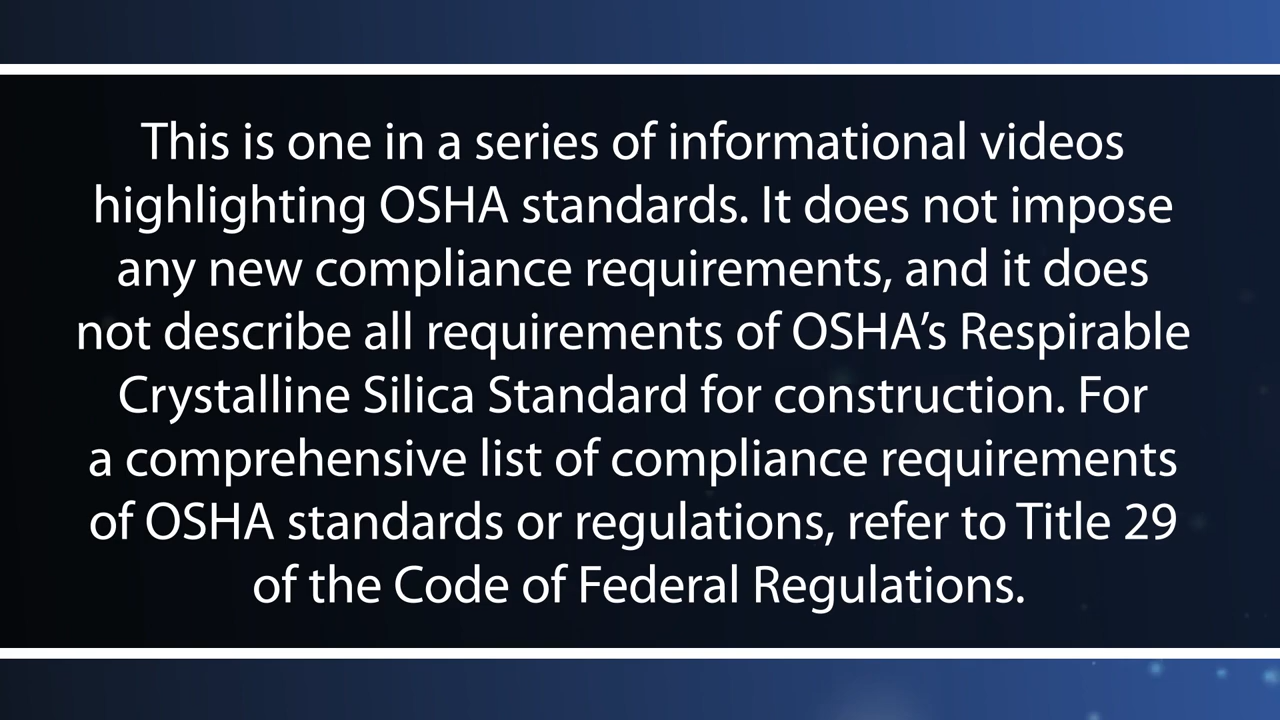 This is one in a series of informational videos
highlighting OSHA standards. It does not impose
any new compliance requirements, and it does
not describe all requirements of OSHA’s Respirable
Crystalline Silica Standard for construction. For
a comprehensive list of compliance requirements
of OSHA standards or regulations, refer to Title 29
of the Code of Federal Regulations.